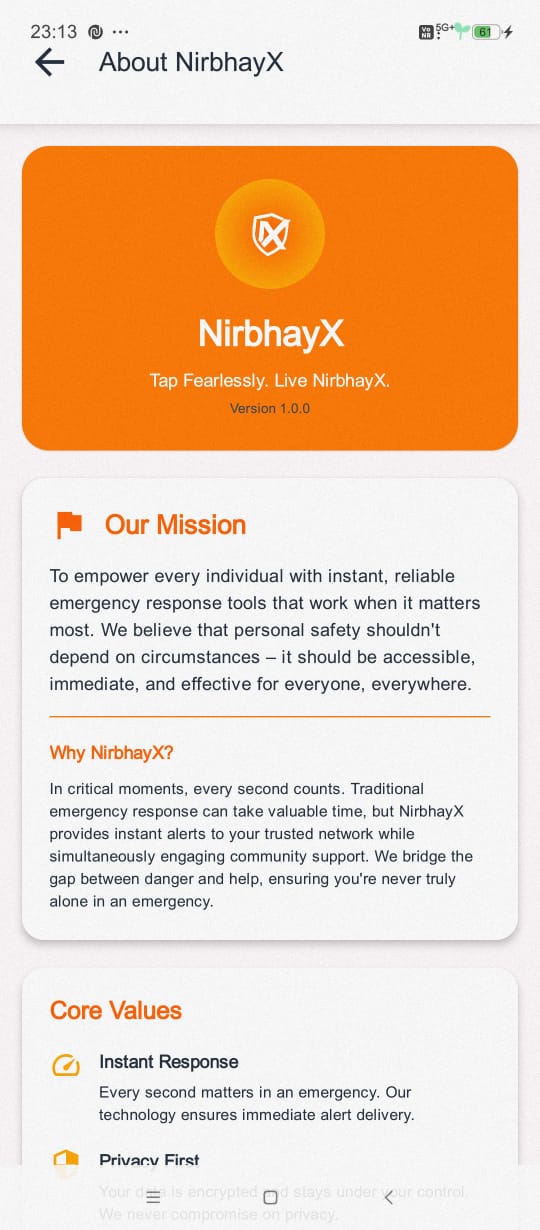 23:13
Vo NR 5G+ 61
About NirbhayX
NirbhayX
Tap Fearlessly. Live NirbhayX.
Version 1.0.0
Our Mission
To empower every individual with instant, reliable
emergency response tools that work when it matters
most. We believe that personal safety shouldn't
depend on circumstances – it should be accessible,
immediate, and effective for everyone, everywhere.
Why NirbhayX?
In critical moments, every second counts. Traditional
emergency response can take valuable time, but NirbhayX
provides instant alerts to your trusted network while
simultaneously engaging community support. We bridge the
gap between danger and help, ensuring you're never truly
alone in an emergency.
Core Values
Instant Response
Every second matters in an emergency. Our
technology ensures immediate alert delivery.
Privacy First
Your data is encrypted and stays under your control.
We never compromise on privacy.